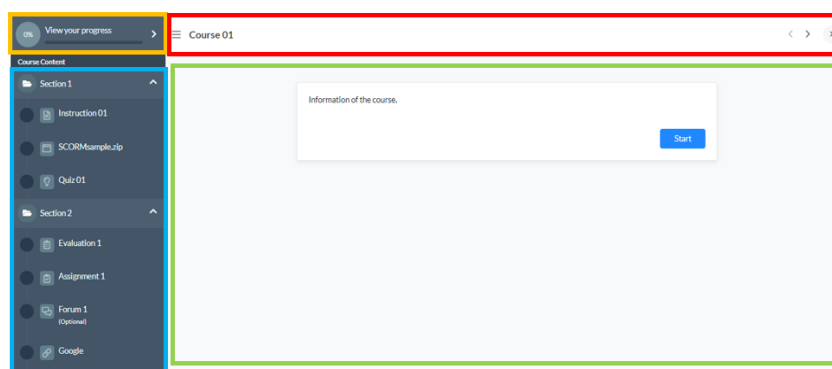 0%
View your progress
Course 01
Course Content
Section 1
Instruction 01
SCORMsample.zip
Quiz 01
Section 2
Evaluation 1
Assignment 1
Forum 1
(Optional)
Google
Information of the course.
Start